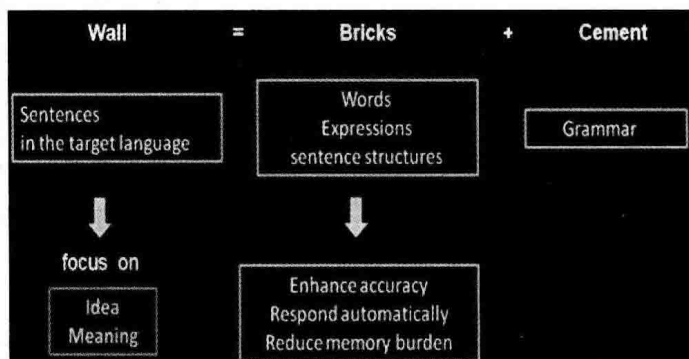 Wall = Bricks + Cement
Sentences
in the target language
Words
Expressions
sentence structures
Grammar
focus on
Idea
Meaning
Enhance accuracy
Respond automatically
Reduce memory burden